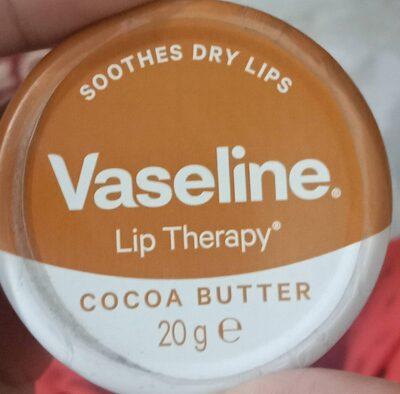 SOOTHES DRY LIPS
Vaseline®
Lip Therapy®
COCOA BUTTER
20 g ℮